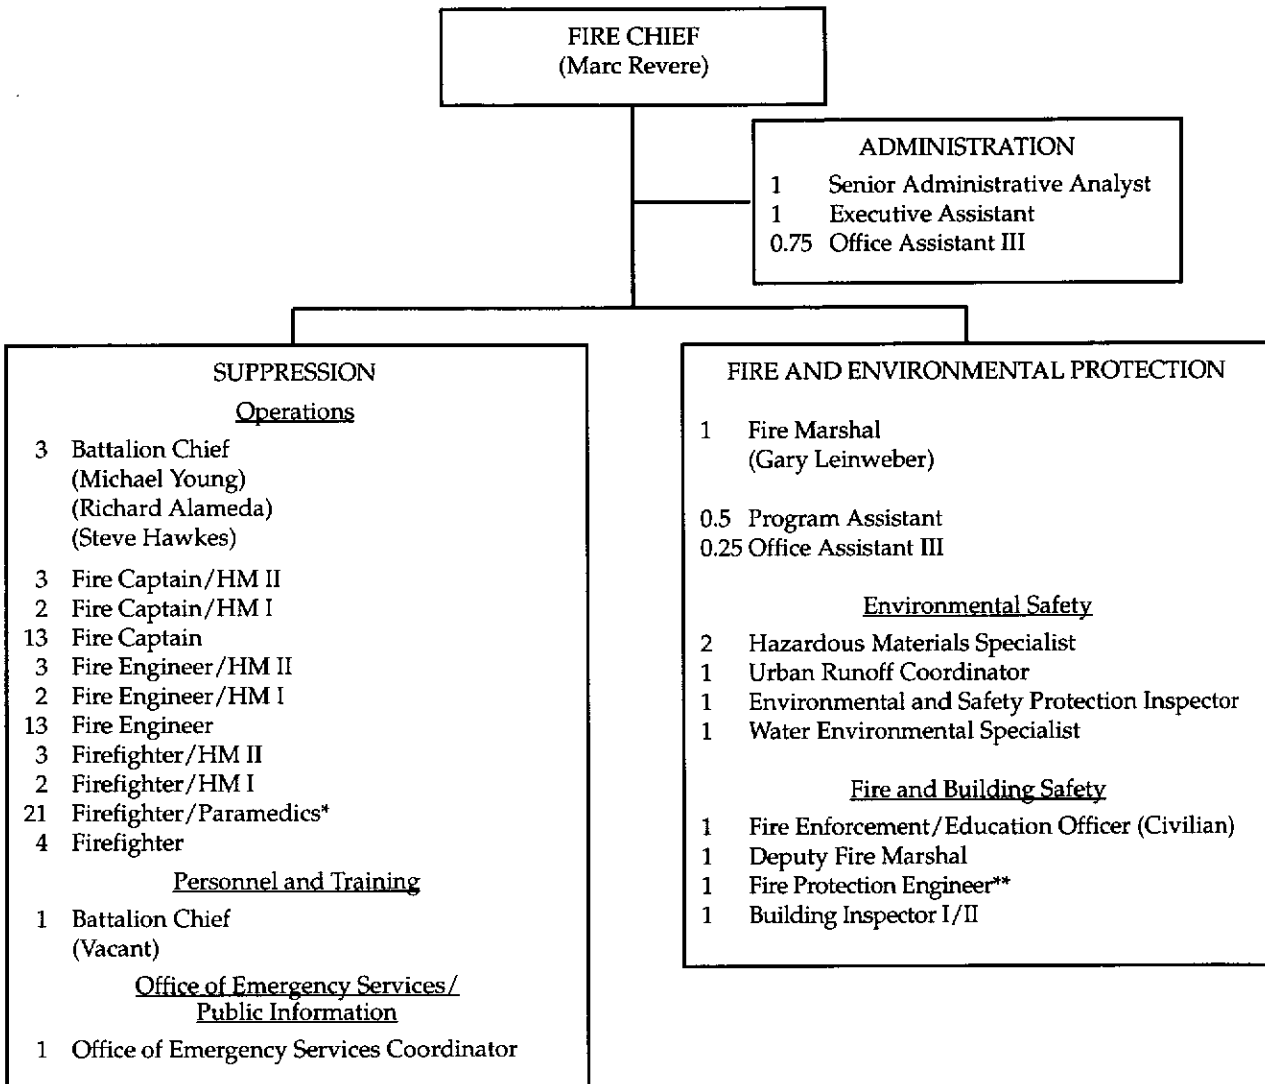 FIRE CHIEF
(Marc Revere)
ADMINISTRATION
1 Senior Administrative Analyst
1 Executive Assistant
0.75 Office Assistant III
SUPPRESSION
Operations
3 Battalion Chief
(Michael Young)
(Richard Alameda)
(Steve Hawkes)
3 Fire Captain/HM II
2 Fire Captain/HM I
13 Fire Captain
3 Fire Engineer/HM II
2 Fire Engineer/HM I
13 Fire Engineer
3 Firefighter/HM II
2 Firefighter/HM I
21 Firefighter/Paramedics*
4 Firefighter
Personnel and Training
1 Battalion Chief
(Vacant)
Office of Emergency Services/
Public Information
1 Office of Emergency Services Coordinator
FIRE AND ENVIRONMENTAL PROTECTION
1 Fire Marshal
(Gary Leinweber)
0.5 Program Assistant
0.25 Office Assistant III
Environmental Safety
2 Hazardous Materials Specialist
1 Urban Runoff Coordinator
1 Environmental and Safety Protection Inspector
1 Water Environmental Specialist
Fire and Building Safety
1 Fire Enforcement/Education Officer (Civilian)
1 Deputy Fire Marshal
1 Fire Protection Engineer**
1 Building Inspector I/II